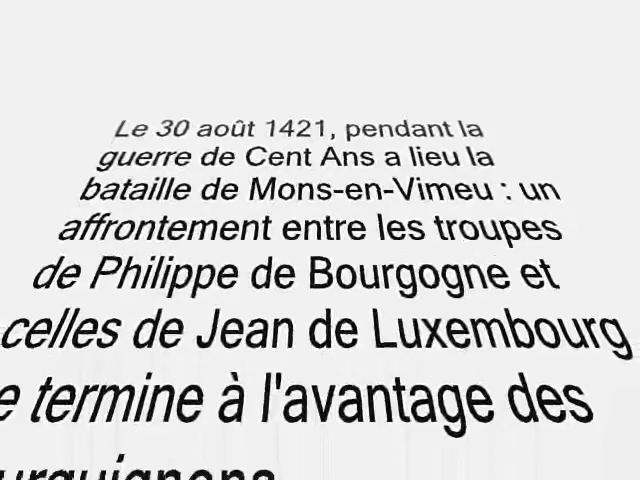 Le 30 août 1421, pendant la
guerre de Cent Ans a lieu la
bataille de Mons-en-Vimeu : un
affrontement entre les troupes
de Philippe de Bourgogne et
celles de Jean de Luxembourg
termine à l'avantage des